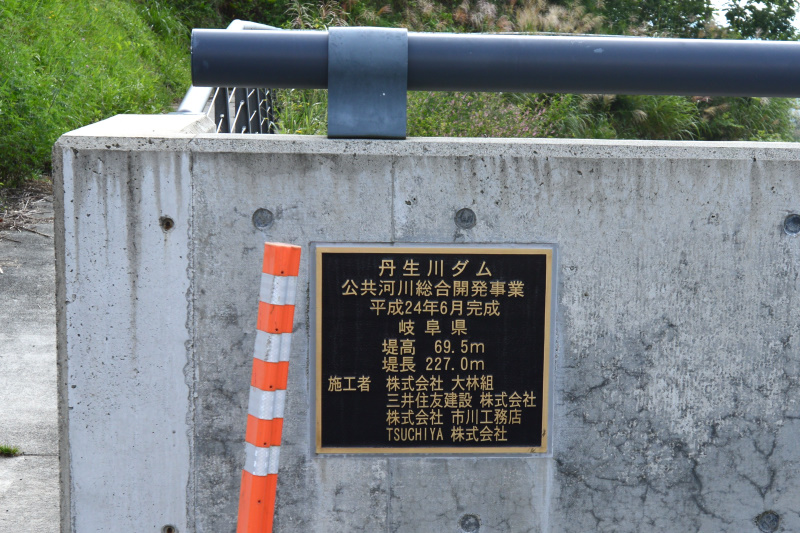 丹生川ダム
公共河川総合開発事業
平成24年6月完成
岐阜県
堤高 69.5m
堤長 227.0m
施工者 株式会社 大林組
三井住友建設 株式会社
株式会社 市川工務店
TSUCHIYA 株式会社